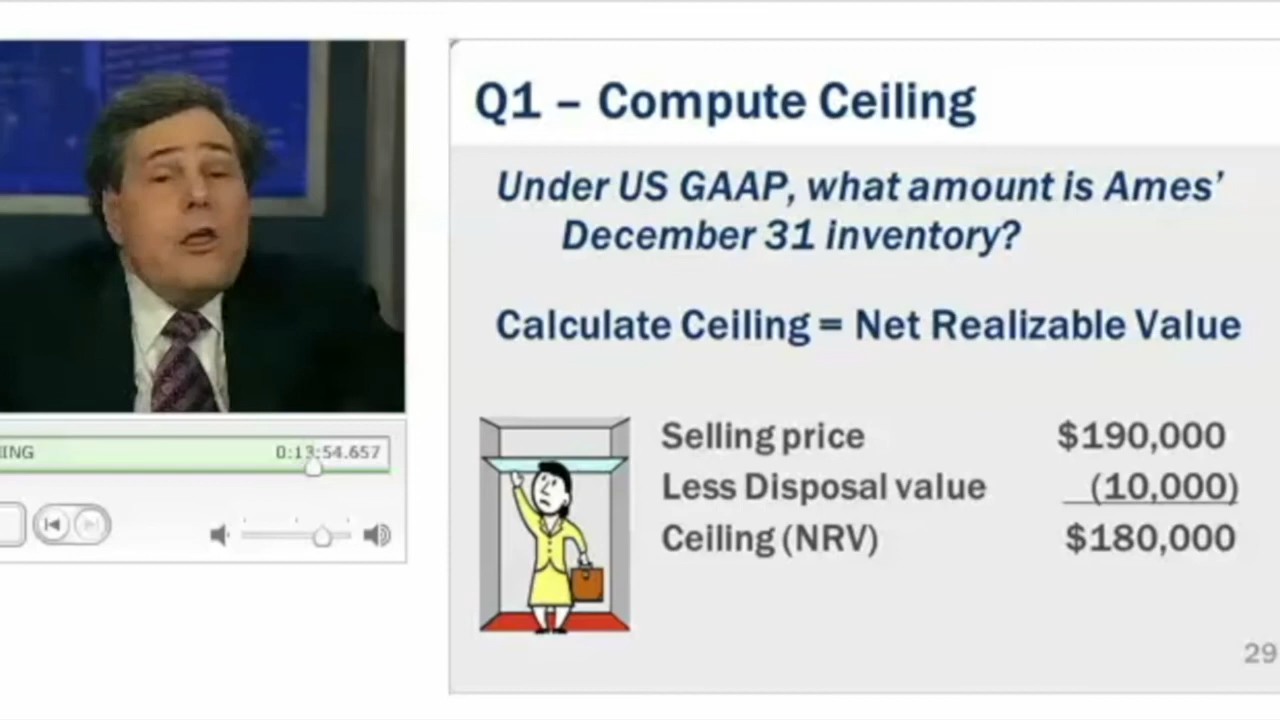 Q1 – Compute Ceiling
Under US GAAP, what amount is Ames’
December 31 inventory?
Calculate Ceiling = Net Realizable Value
Selling price $190,000
Less Disposal value (10,000)
Ceiling (NRV) $180,000
29
ING 0:13:54.657